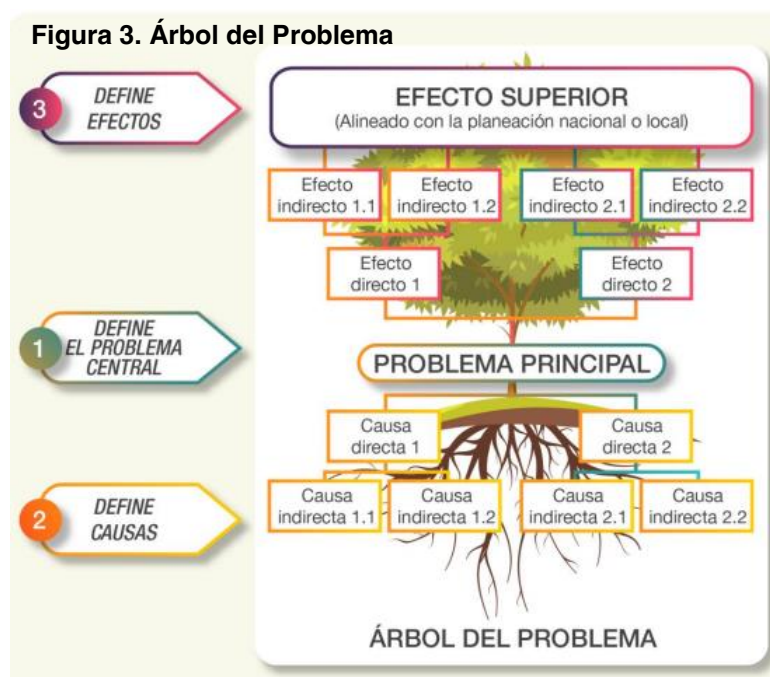 Figura 3. Árbol del Problema
3
DEFINE
EFECTOS
EFECTO SUPERIOR
(Alineado con la planeación nacional o local)
Efecto
indirecto 1.1
Efecto
indirecto 1.2
Efecto
indirecto 2.1
Efecto
indirecto 2.2
Efecto
directo 1
Efecto
directo 2
1
DEFINE
EL PROBLEMA
CENTRAL
PROBLEMA PRINCIPAL
Causa
directa 1
Causa
directa 2
2
DEFINE
CAUSAS
Causa
indirecta 1.1
Causa
indirecta 1.2
Causa
indirecta 2.1
Causa
indirecta 2.2
ÁRBOL DEL PROBLEMA